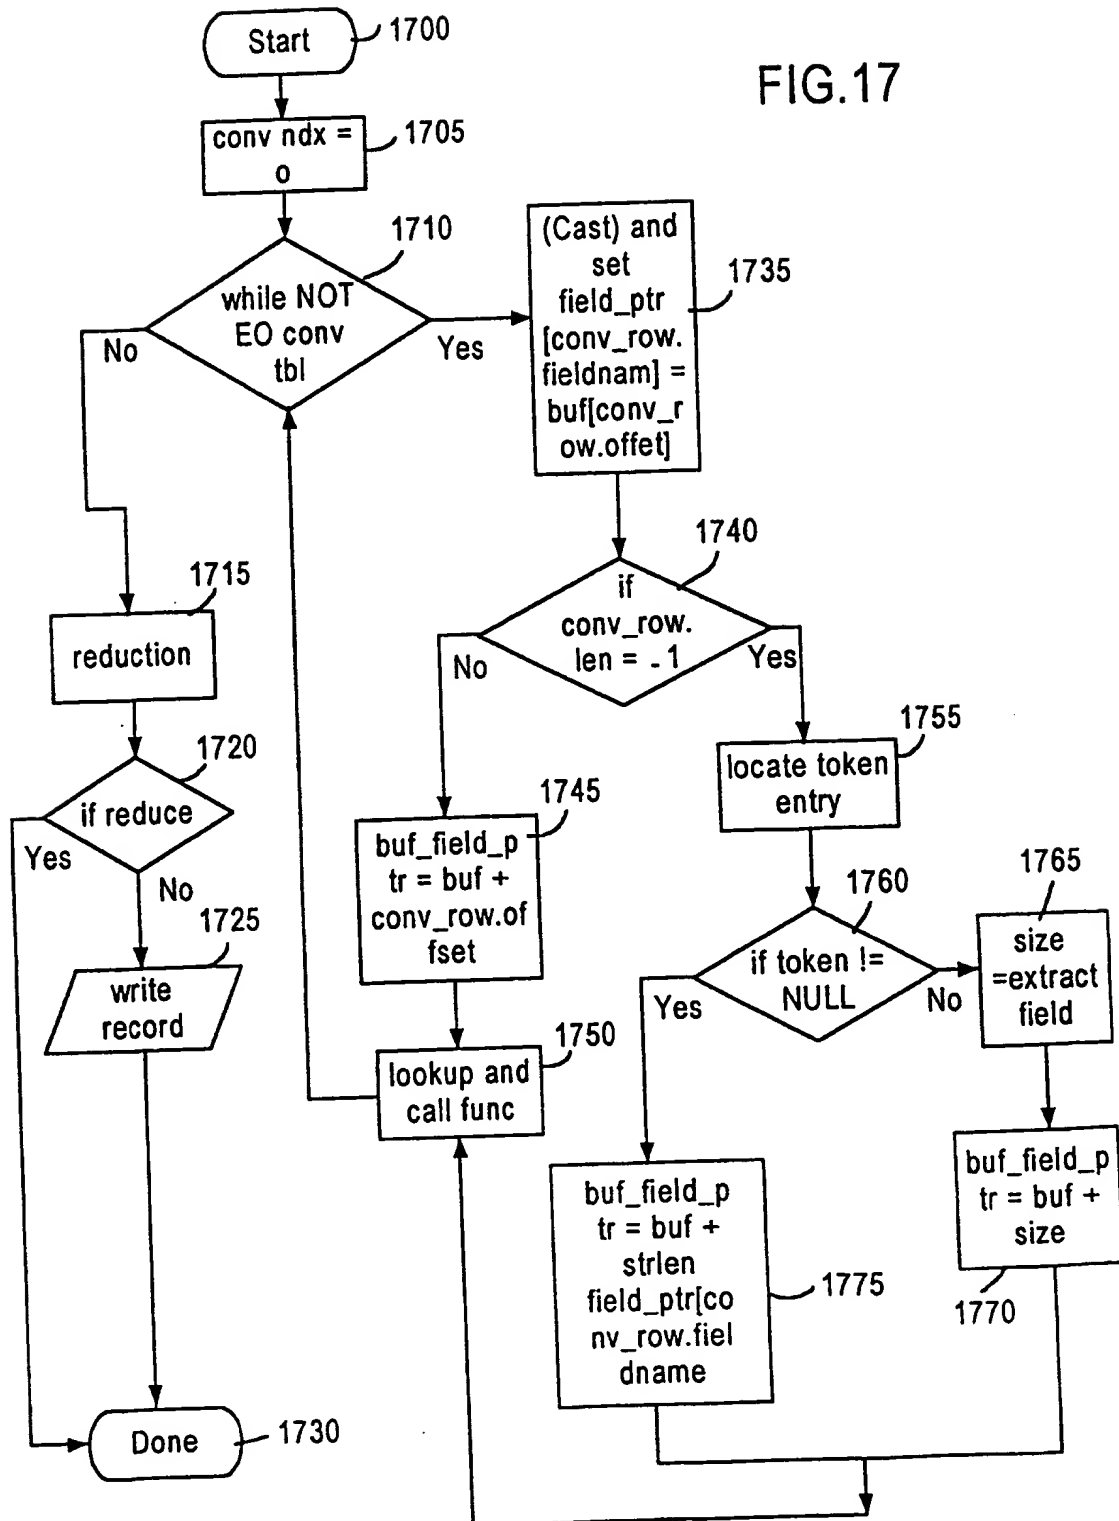 Start
1700
FIG.17
conv ndx =
o
1705
while NOT
EO conv
tbl
1710
No
Yes
(Cast) and
set
field_ptr
[conv_row.
fieldnam] =
buf[conv_r
ow.offet]
1735
1715
reduction
1740
if
conv_row.
len = - 1
No
Yes
1720
if reduce
Yes
No
1755
locate token
entry
1745
buf_field_p
tr = buf +
conv_row.of
fset
1760
if token !=
NULL
Yes
No
1765
size
=extract
field
1725
write
record
1750
lookup and
call func
buf_field_p
tr = buf +
strlen
field_ptr[co
nv_row.fiel
dname
1775
buf_field_p
tr = buf +
size
1770
Done
1730